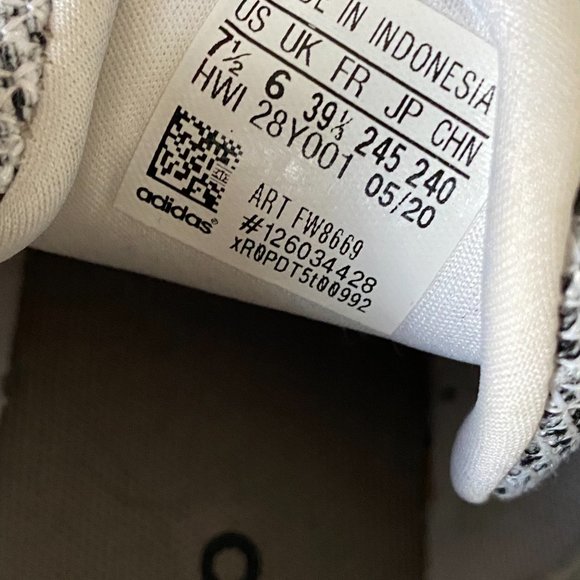 MADE IN INDONESIA
US UK FR JP CHN
7½ 6 39⅓ 245 240
HWI 28Y001 05/20
adidas®
ART FW8669
#126034428
xR0PDT5t00992